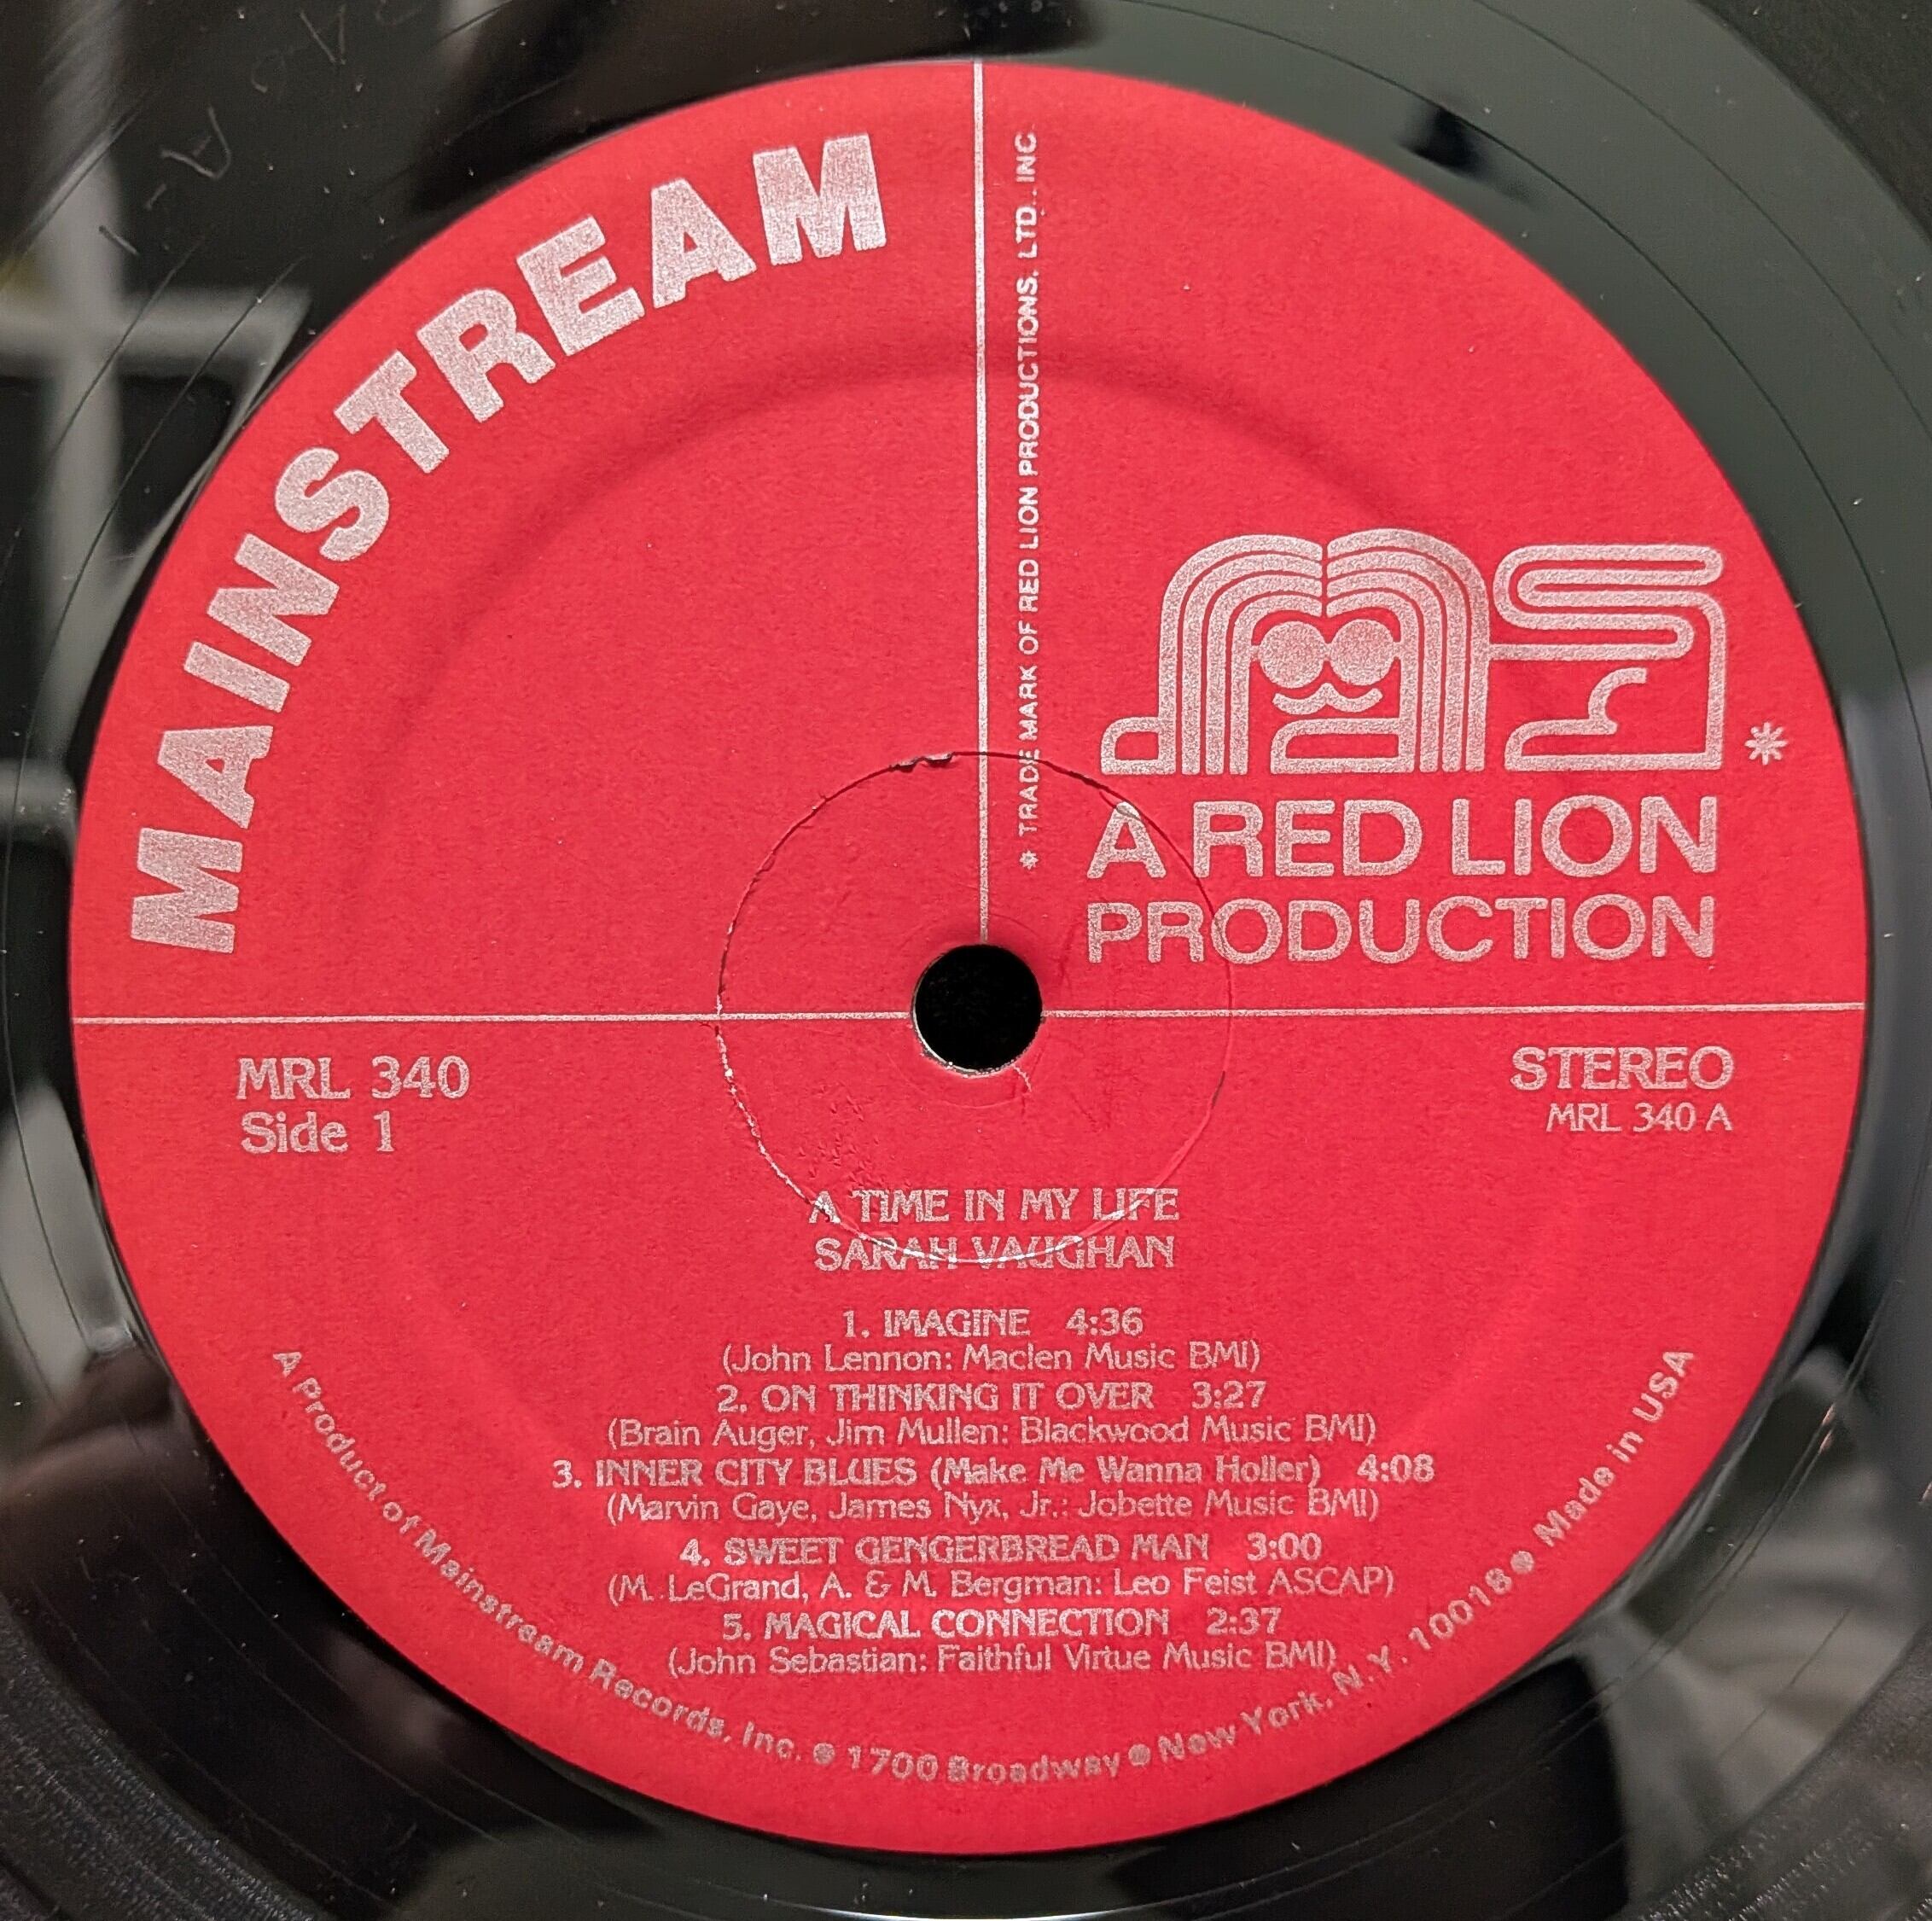 MAINSTREAM
* TRADE MARK OF RED LION PRODUCTIONS, LTD., INC
*
A RED LION
PRODUCTION
MRL 340
Side 1
STEREO
MRL 340 A
A TIME IN MY LIFE
SARAH VAUGHAN
1. IMAGINE 4:36
(John Lennon: Maclen Music BMI)
2. ON THINKING IT OVER 3:27
(Brain Auger, Jim Mullen: Blackwood Music BMI)
3. INNER CITY BLUES (Make Me Wanna Holler) 4:08
(Marvin Gaye, James Nyx, Jr.: Jobette Music BMI)
4. SWEET GENGERBREAD MAN 3:00
(M. LeGrand, A. & M. Bergman: Leo Feist ASCAP)
5. MAGICAL CONNECTION 2:37
(John Sebastian: Faithful Virtue Music BMI)
A Product of Mainstream Records, Inc. ● 1700 Broadway ● New York, N.Y. 10018 ● Made in USA